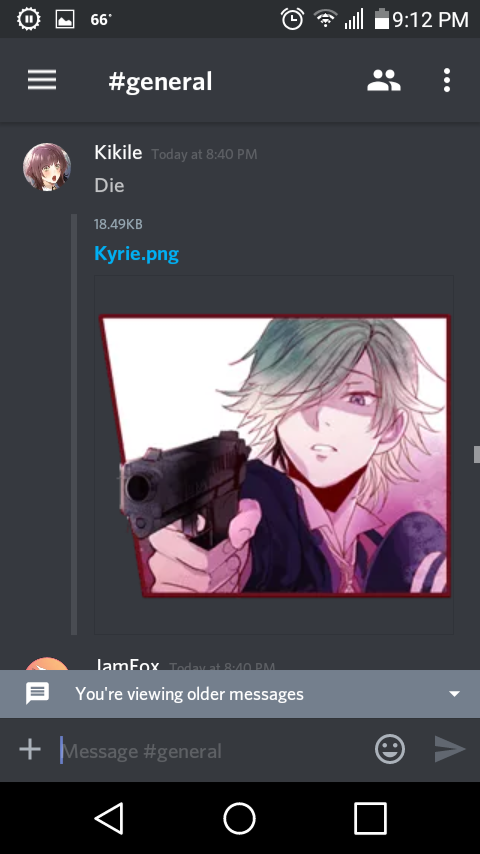 66°
9:12 PM
#general
Kikile Today at 8:40 PM
Die
18.49KB
Kyrie.png
JamFox Today at 8:40 PM
You're viewing older messages
Message #general